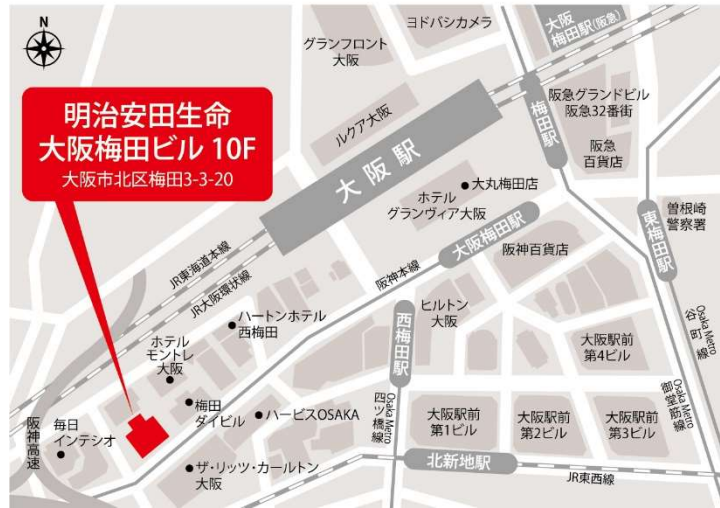 N
明治安田生命
大阪梅田ビル 10F
大阪市北区梅田3-3-20
ヨドバシカメラ
グランフロント
大阪
大阪
梅田駅(阪急)
ルクア大阪
梅田駅
阪急グランドビル
阪急32番街
阪急
百貨店
大阪駅
大丸梅田店
ホテル
グランヴィア大阪
大阪梅田駅
阪神百貨店
東梅田駅
曽根崎
警察署
JR東海道本線
JR大阪環状線
阪神本線
ハートンホテル
西梅田
ヒルトン
大阪
西梅田駅
Osaka Metro
四ツ橋線
ホテル
モントレ
大阪
梅田
ダイビル
ハービスOSAKA
大阪駅前
第4ビル
Osaka Metro
谷町線
Osaka Metro
御堂筋線
大阪駅前
第1ビル
大阪駅前
第2ビル
大阪駅前
第3ビル
阪神高速
毎日
インテシオ
ザ・リッツ・カールトン
大阪
北新地駅
JR東西線